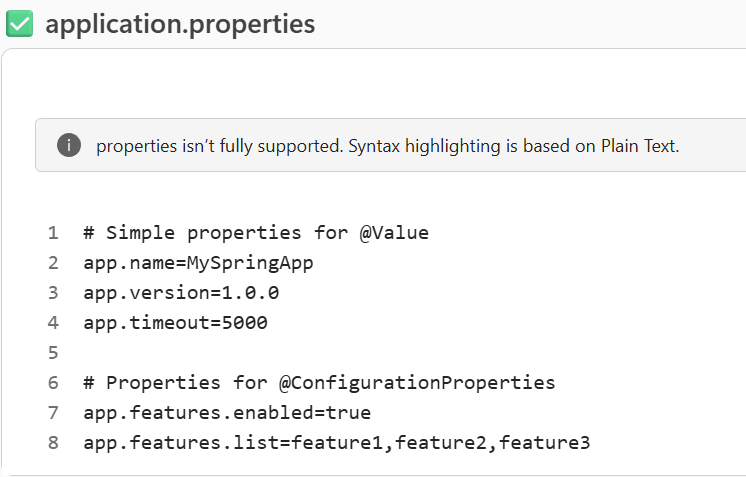 application.properties
properties isn’t fully supported. Syntax highlighting is based on Plain Text.
1 # Simple properties for @Value
2 app.name=MySpringApp
3 app.version=1.0.0
4 app.timeout=5000
5
6 # Properties for @ConfigurationProperties
7 app.features.enabled=true
8 app.features.list=feature1,feature2,feature3